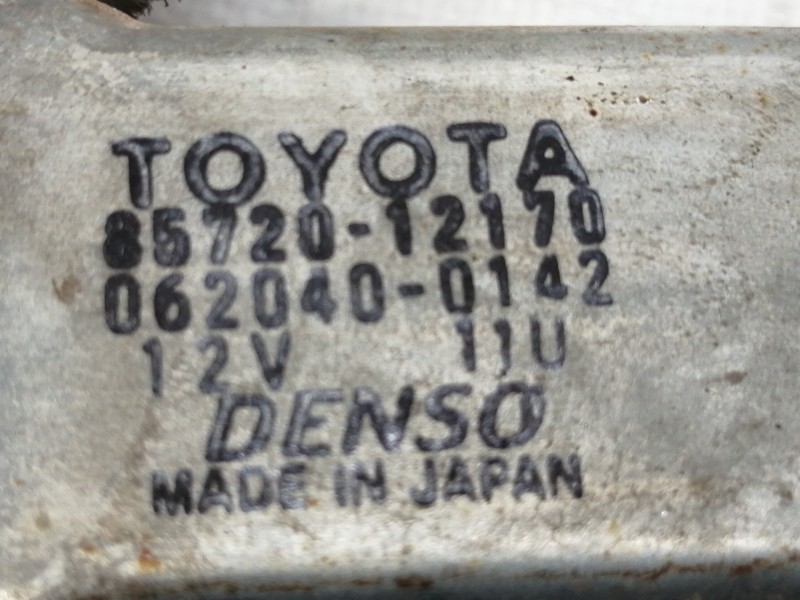 TOYOTA
85720-12170
062040-0142
12V 11U
DENSO
MADE IN JAPAN